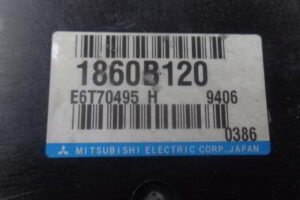 1860B120
E6T70495 H 9406
0386
MITSUBISHI ELECTRIC CORP., JAPAN